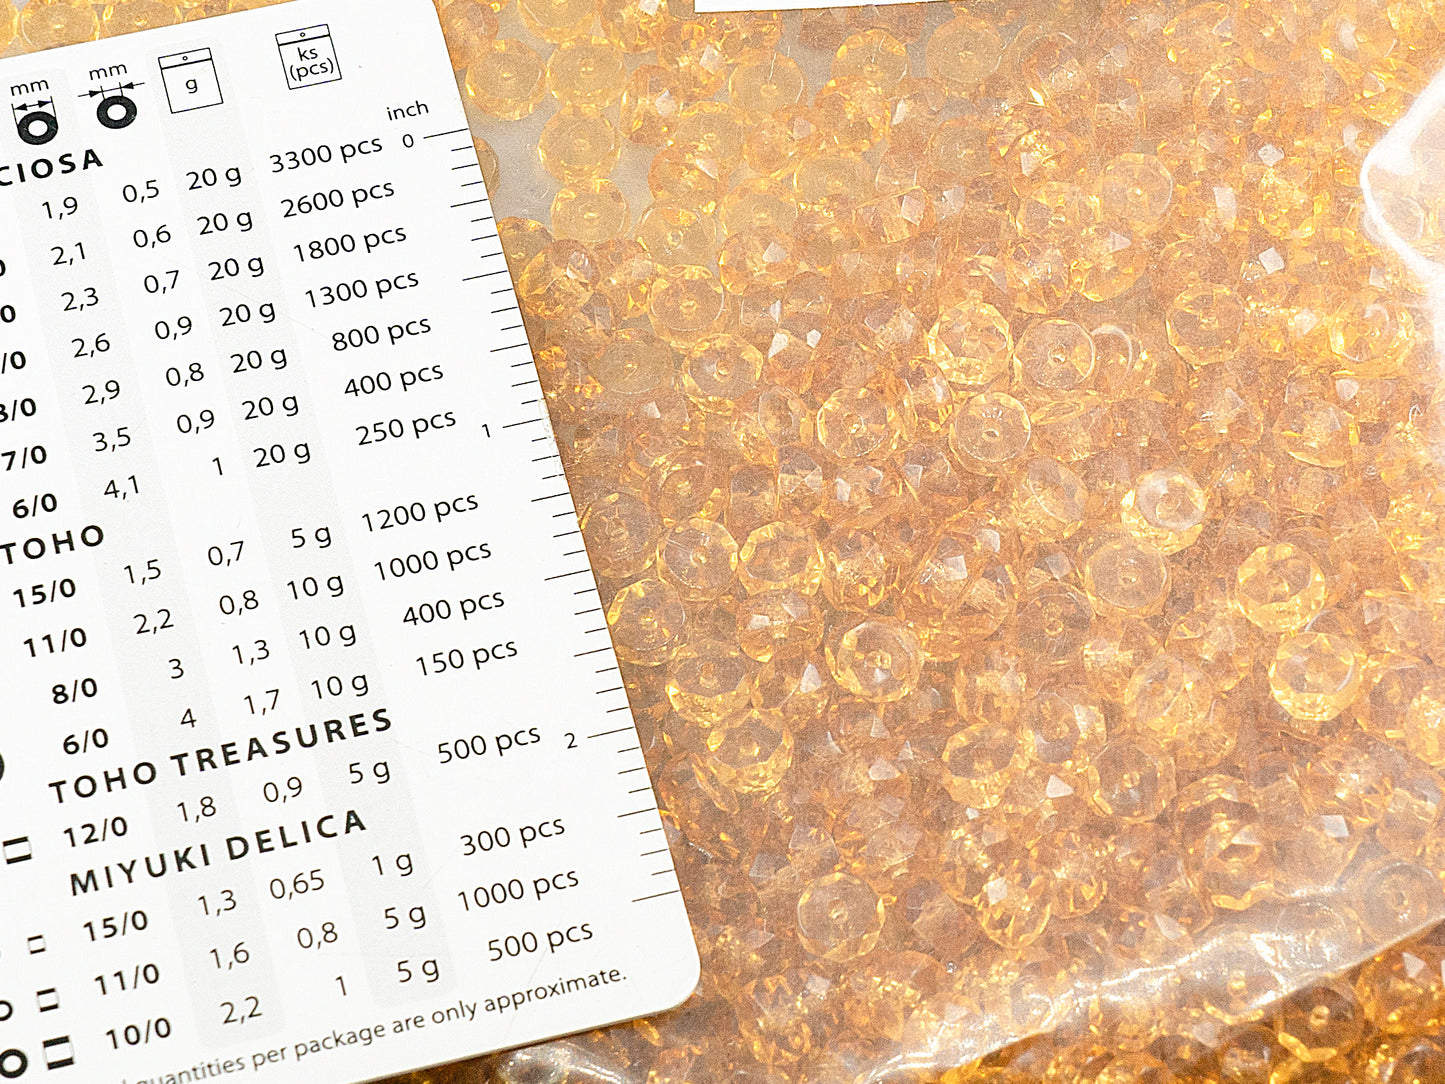 mm mm g ks (pcs)
inch
0
CIOSA
1,9 0,5 20 g 3300 pcs
2,1 0,6 20 g 2600 pcs
0 2,3 0,7 20 g 1800 pcs
0 2,6 0,9 20 g 1300 pcs
/0 2,9 0,8 20 g 800 pcs
8/0 3,5 0,9 20 g 400 pcs
7/0 4,1 1 20 g 250 pcs
6/0
1
TOHO
15/0 1,5 0,7 5 g 1200 pcs
11/0 2,2 0,8 10 g 1000 pcs
8/0 3 1,3 10 g 400 pcs
6/0 4 1,7 10 g 150 pcs
TOHO TREASURES
2
12/0 1,8 0,9 5 g 500 pcs
MIYUKI DELICA
15/0 1,3 0,65 1 g 300 pcs
11/0 1,6 0,8 5 g 1000 pcs
10/0 2,2 1 5 g 500 pcs
quantities per package are only approximate.